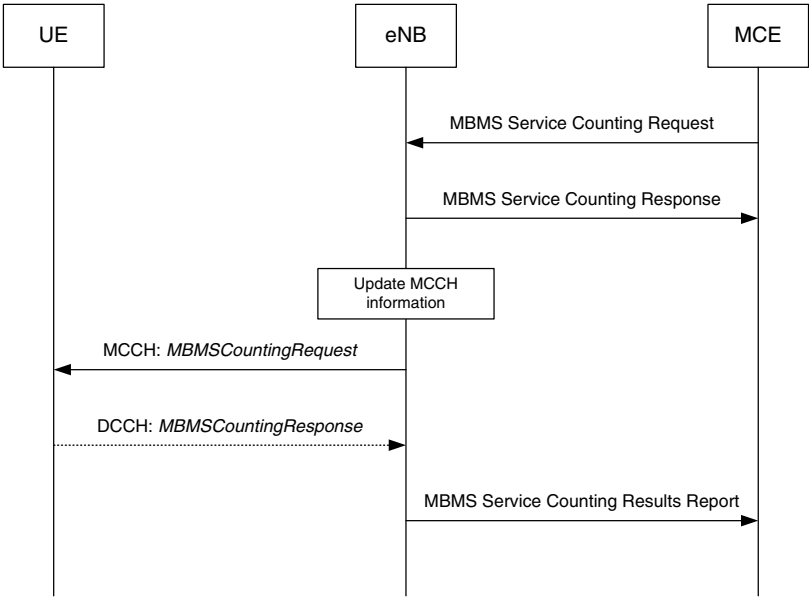 UE
eNB
MCE
MBMS Service Counting Request
MBMS Service Counting Response
Update MCCH
information
MCCH: MBMSCountingRequest
DCCH: MBMSCountingResponse
MBMS Service Counting Results Report